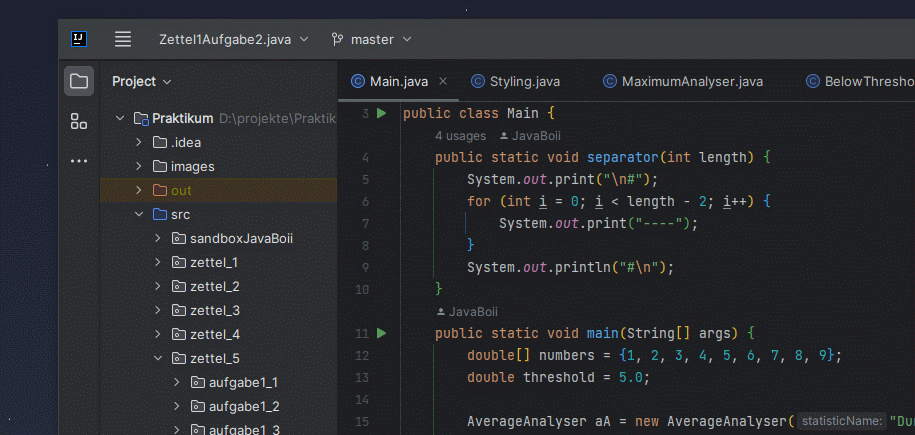 IJ
Zettel1Aufgabe2.java
master
Project
Main.java
Styling.java
MaximumAnalyser.java
Praktikum D:\projekte\Praktik
.idea
images
out
src
sandboxJavaBoii
zettel_1
zettel_2
zettel_3
zettel_4
zettel_5
aufgabe1_1
aufgabe1_2
aufgabe1_3
3 public class Main {
4 usages JavaBoii
4 public static void separator(int length) {
5 System.out.print("\n#");
6 for (int i = 0; i < length - 2; i++) {
7 System.out.print("----");
8 }
9 System.out.println("#\n");
10 }
JavaBoii
11 public static void main(String[] args) {
12 double[] numbers = {1, 2, 3, 4, 5, 6, 7, 8, 9};
13 double threshold = 5.0;
14
15 AverageAnalyser aA = new AverageAnalyser( statisticName: "Du